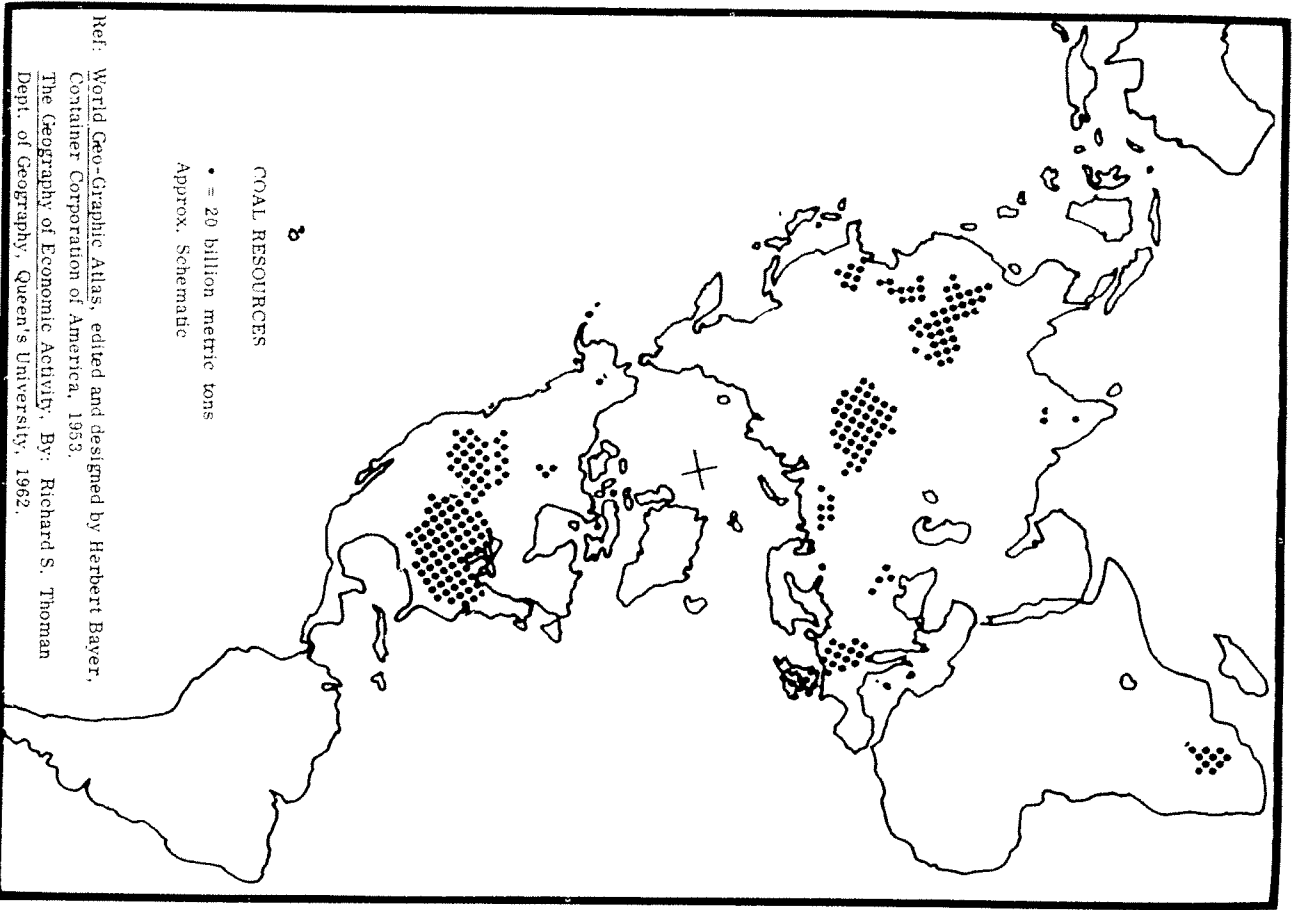 COAL RESOURCES
• = 20 billion metric tons
Approx. Schematic
Ref: World Geo-Graphic Atlas, edited and designed by Herbert Bayer,
Container Corporation of America, 1953.
The Geography of Economic Activity. By: Richard S. Thoman
Dept. of Geography, Queen's University, 1962.